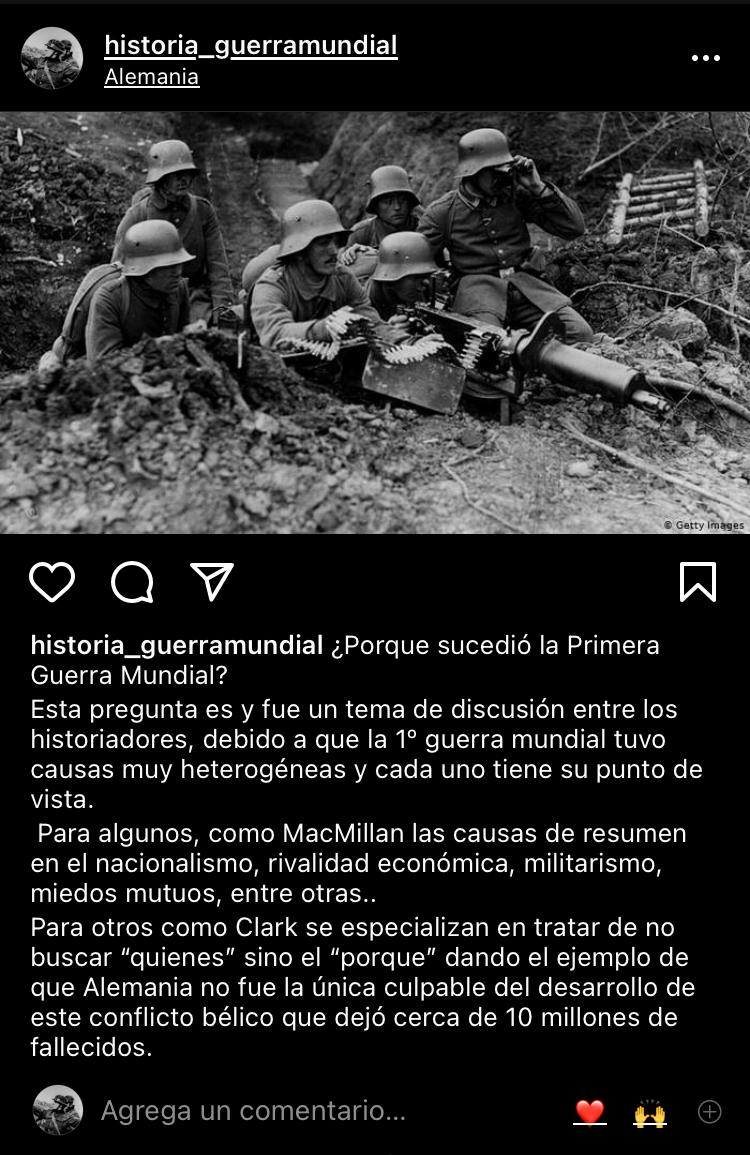 historia_guerramundial
Alemania
© Getty Images
historia_guerramundial ¿Porque sucedió la Primera
Guerra Mundial?
Esta pregunta es y fue un tema de discusión entre los
historiadores, debido a que la 1° guerra mundial tuvo
causas muy heterogéneas y cada uno tiene su punto de
vista.
Para algunos, como MacMillan las causas de resumen
en el nacionalismo, rivalidad económica, militarismo,
miedos mutuos, entre otras..
Para otros como Clark se especializan en tratar de no
buscar “quienes” sino el “porque” dando el ejemplo de
que Alemania no fue la única culpable del desarrollo de
este conflicto bélico que dejó cerca de 10 millones de
fallecidos.
Agrega un comentario...